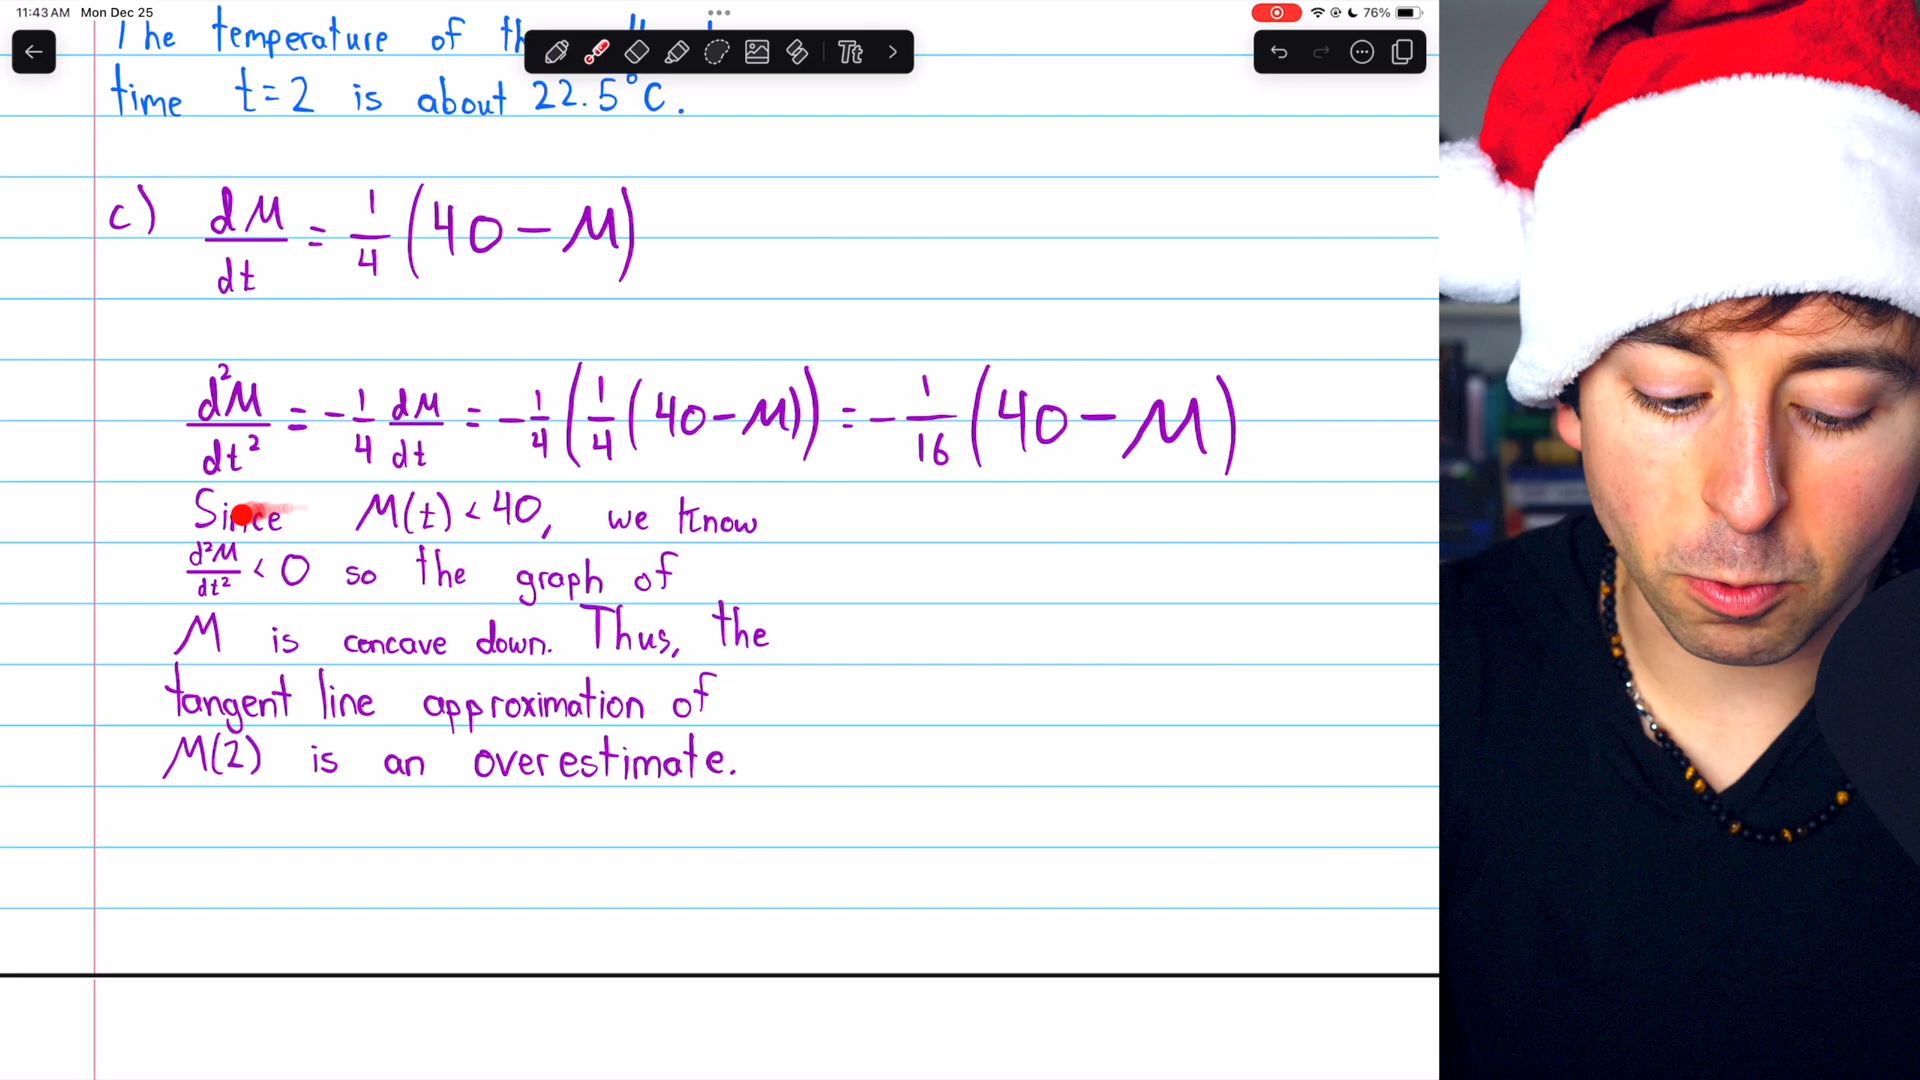 11:43 AM Mon Dec 25
76%
The temperature of
Tt
time t=2 is about 22.5°C.
c) dM/dt = 1/4 (40 - M)
d²M/dt² = -1/4 dM/dt = -1/4 (1/4 (40-M)) = -1/16 (40 - M)
Since M(t) < 40, we know
d²M/dt² < 0 so the graph of
M is concave down. Thus, the
tangent line approximation of
M(2) is an overestimate.